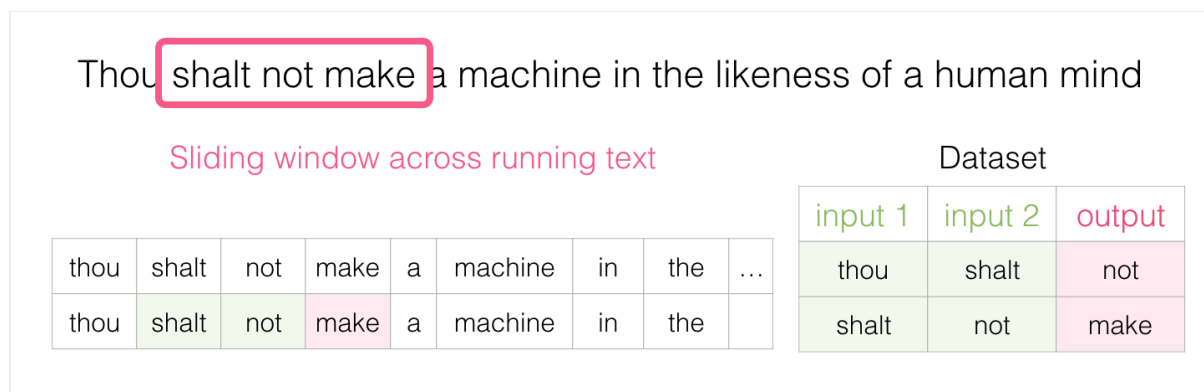 Thou shalt not make a machine in the likeness of a human mind
Sliding window across running text
thou shalt not make a machine in the ...
thou shalt not make a machine in the
Dataset
input 1 input 2 output
thou shalt not
shalt not make